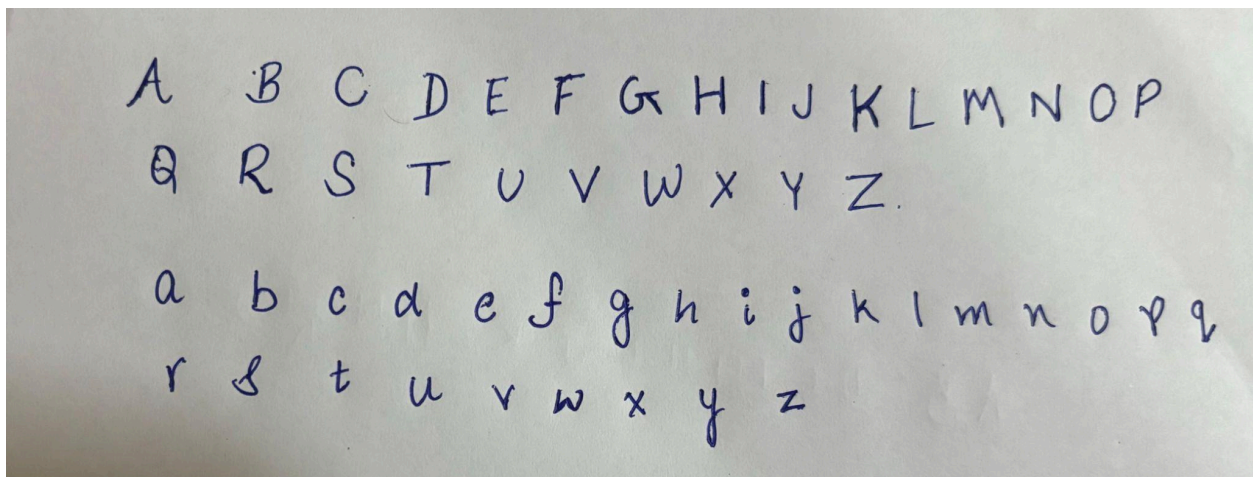 A B C D E F G H I J K L M N O P
Q R S T U V W X Y Z.
a b c d e f g h i j k l m n o p q
r s t u v w x y z